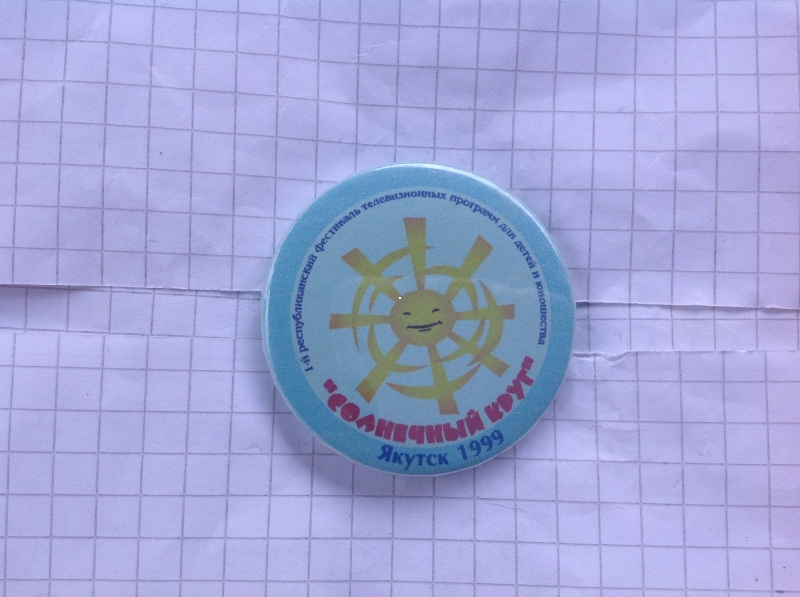 1-й республиканский фестиваль телевизионных программ для детей и юношества
"СОЛНЕЧНЫЙ КРУГ"
Якутск 1999